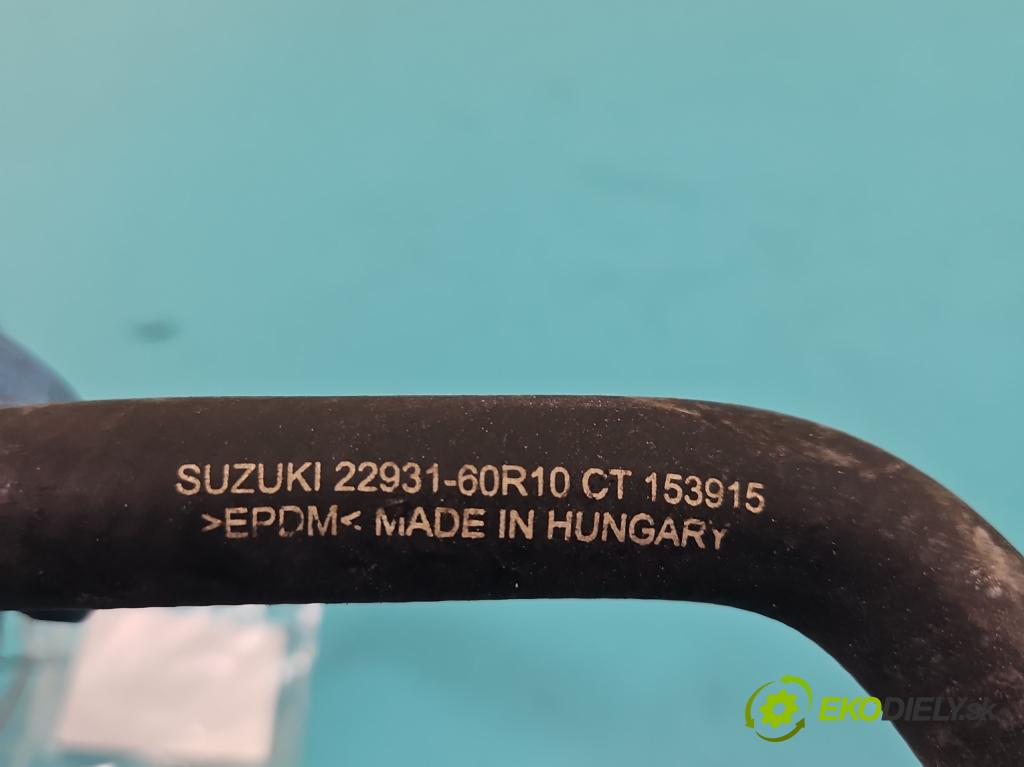 SUZUKI 22931-60R10 CT 153915
>EPDM< MADE IN HUNGARY
EKODIELY.sk